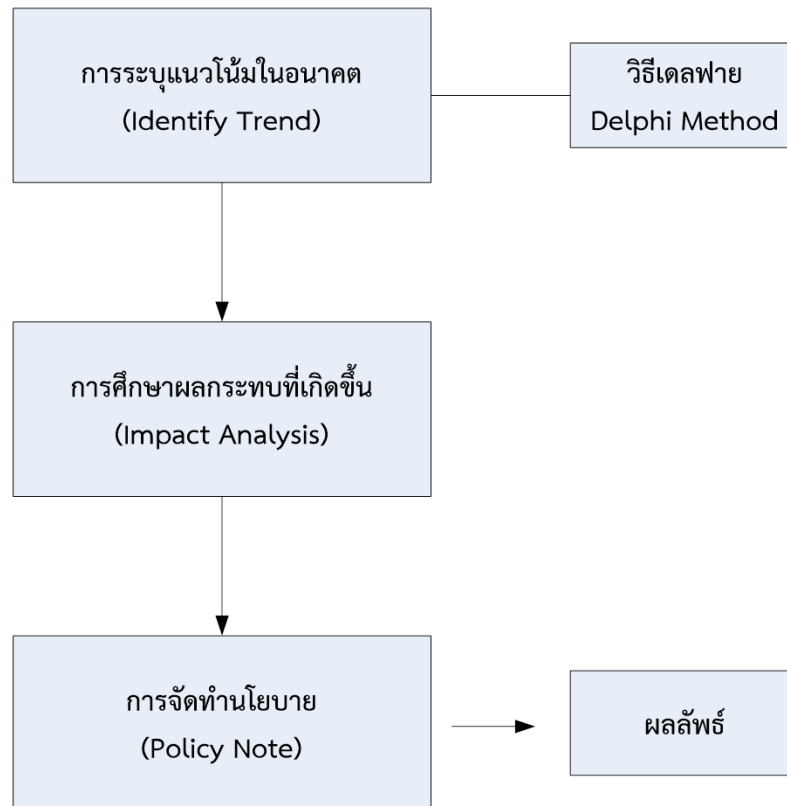 การระบุแนวโน้มในอนาคต
(Identify Trend)
วิธีเดลฟาย
Delphi Method
การศึกษาผลกระทบที่เกิดขึ้น
(Impact Analysis)
การจัดทำนโยบาย
(Policy Note)
ผลลัพธ์